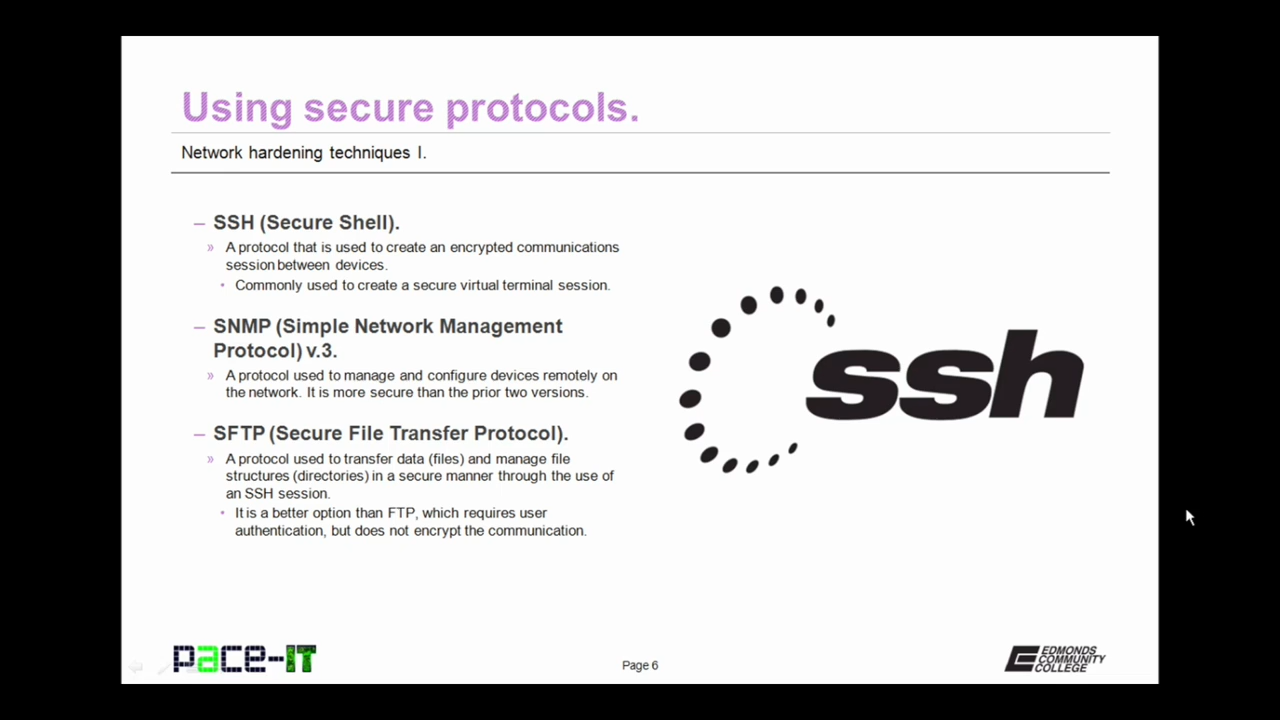 Using secure protocols.
Network hardening techniques I.
– SSH (Secure Shell).
» A protocol that is used to create an encrypted communications
session between devices.
• Commonly used to create a secure virtual terminal session.
– SNMP (Simple Network Management
Protocol) v.3.
» A protocol used to manage and configure devices remotely on
the network. It is more secure than the prior two versions.
– SFTP (Secure File Transfer Protocol).
» A protocol used to transfer data (files) and manage file
structures (directories) in a secure manner through the use of
an SSH session.
• It is a better option than FTP, which requires user
authentication, but does not encrypt the communication.
ssh
pace-IT
Page 6
EDMONDS
COMMUNITY
COLLEGE